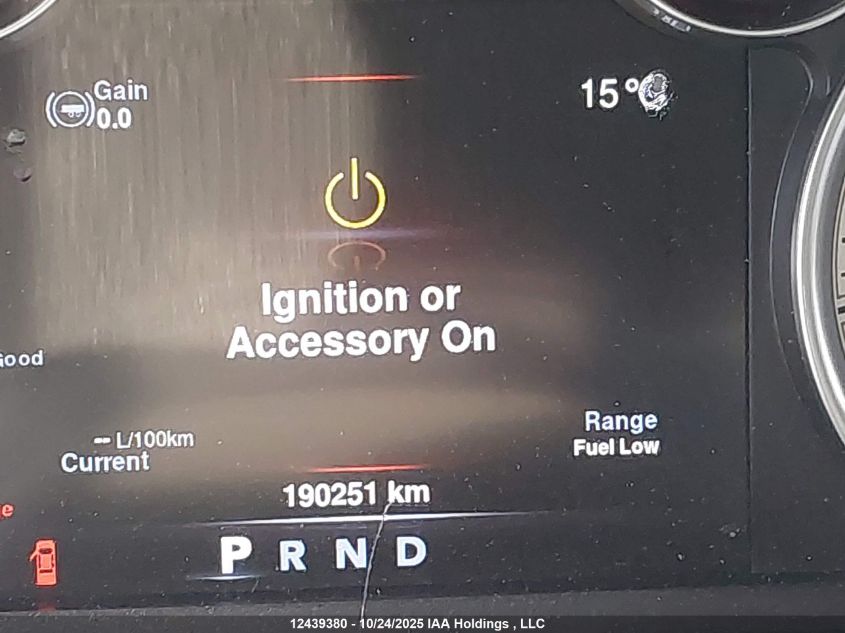 Gain
0.0
15°
Ignition or
Accessory On
Good
-- L/100km
Current
Range
Fuel Low
190251 km
P R N D
12439380 - 10/24/2025 IAA Holdings , LLC